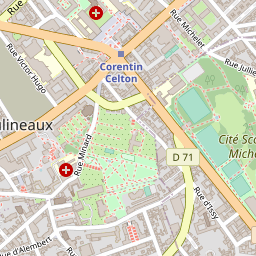 Rue Michelet
Rue Victor Hugo
Corentin
Celton
Rue Jullie
ulineaux
Rue Minard
Cité Sco
Miche
D 71
Rue d'Issy
Rue d'Alembert